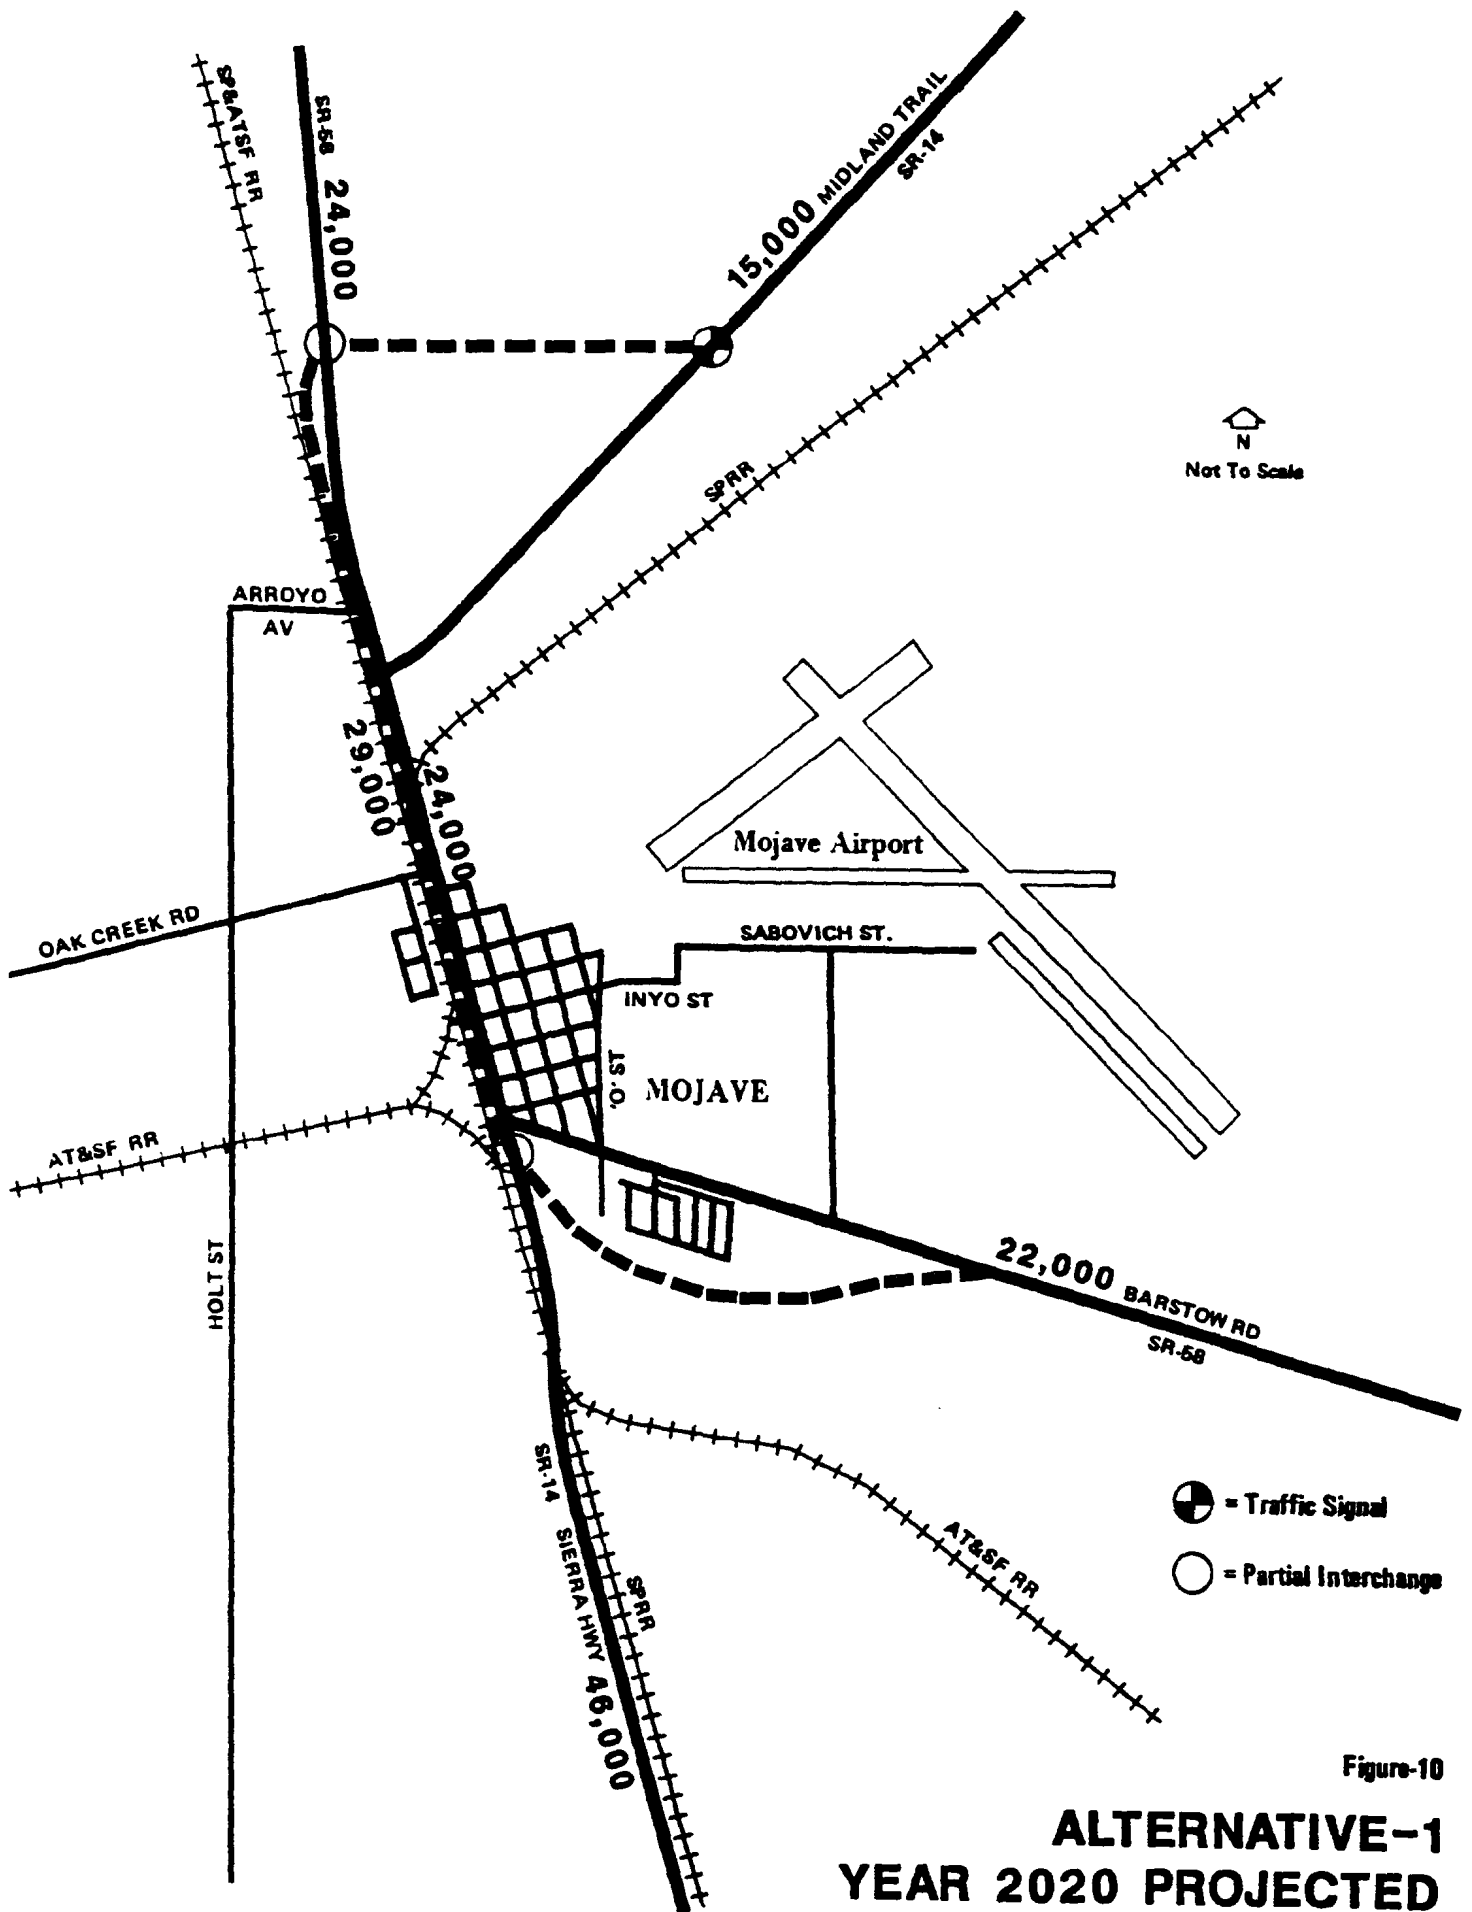 SP&ATSF RR
SR-58
24,000
15,000 MIDLAND TRAIL
SR-14
SPRR
N
Not To Scale
ARROYO
AV
29,000
24,000
Mojave Airport
OAK CREEK RD
SABOVICH ST.
INYO ST
'O' ST
MOJAVE
AT&SF RR
HOLT ST
22,000 BARSTOW RD
SR-58
SR-14
SIERRA HWY 46,000
SPRR
AT&SF RR
= Traffic Signal
= Partial Interchange
Figure-10
ALTERNATIVE-1
YEAR 2020 PROJECTED